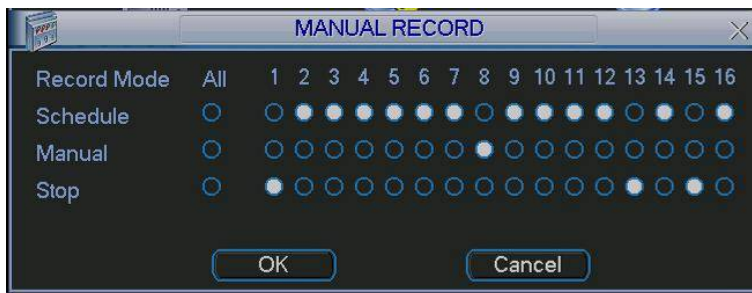 MANUAL RECORD
Record Mode All 1 2 3 4 5 6 7 8 9 10 11 12 13 14 15 16
Schedule
Manual
Stop
OK Cancel